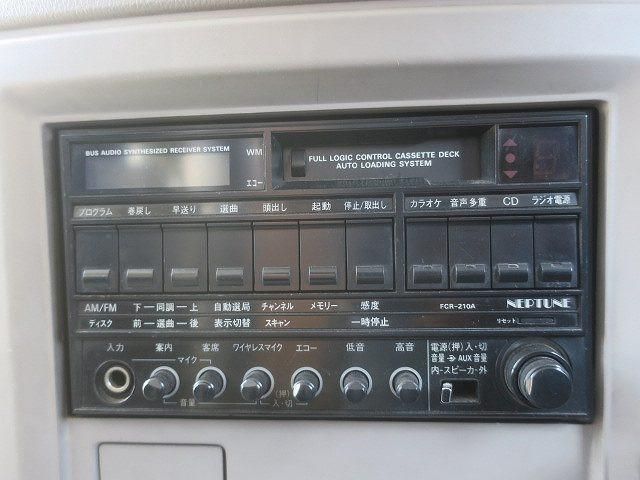 BUS AUDIO SYNTHESIZED RECEIVER SYSTEM
WM
エコー
FULL LOGIC CONTROL CASSETTE DECK
AUTO LOADING SYSTEM
プログラム 巻戻し 早送り 選曲 頭出し 起動 停止/取出し カラオケ 音声多重 CD ラジオ電源
AM/FM 下ー同調ー上 自動選局 チャンネル メモリー 感度 FCR-210A NEPTUNE
ディスク 前ー選曲ー後 表示切替 スキャン 一時停止 リセット
入力 案内 客席 ワイヤレスマイク エコー 低音 高音
マイク
音量
(押)
入・切
電源(押)入・切
音量 AUX音量
内-スピーカ-外